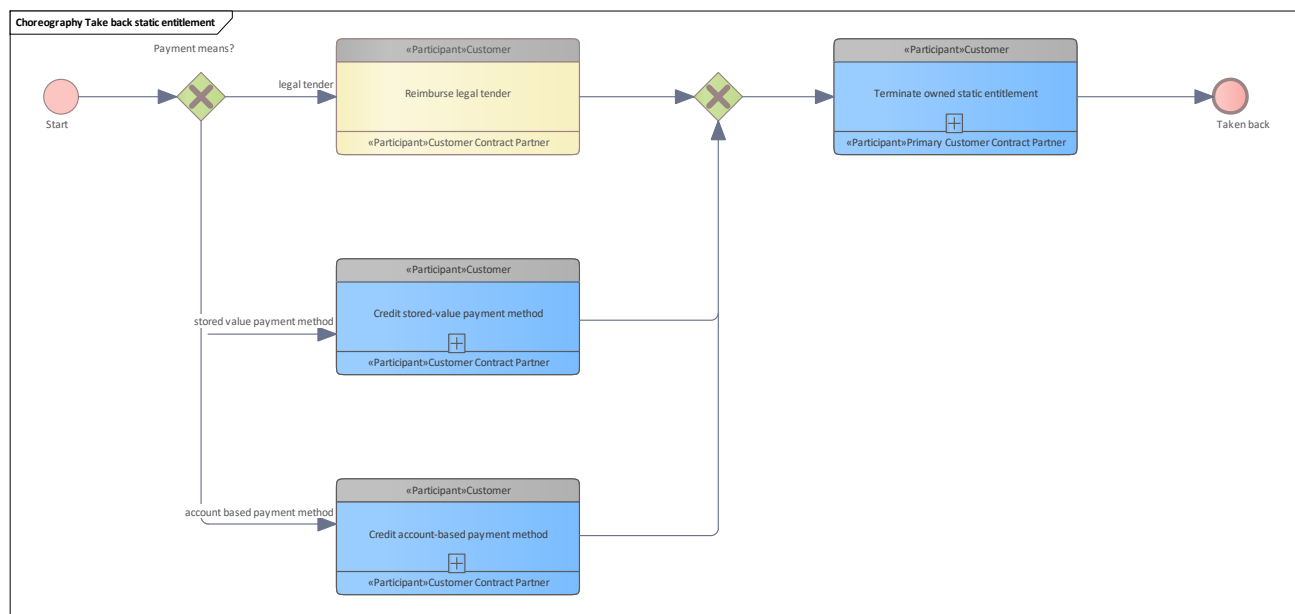 Choreography Take back static entitlement
Payment means?
«Participant»Customer
«Participant»Customer
legal tender
Reimburse legal tender
Terminate owned static entitlement
Start
Taken back
«Participant»Customer Contract Partner
«Participant»Primary Customer Contract Partner
«Participant»Customer
stored value payment method
Credit stored-value payment method
«Participant»Customer Contract Partner
«Participant»Customer
account based payment method
Credit account-based payment method
«Participant»Customer Contract Partner